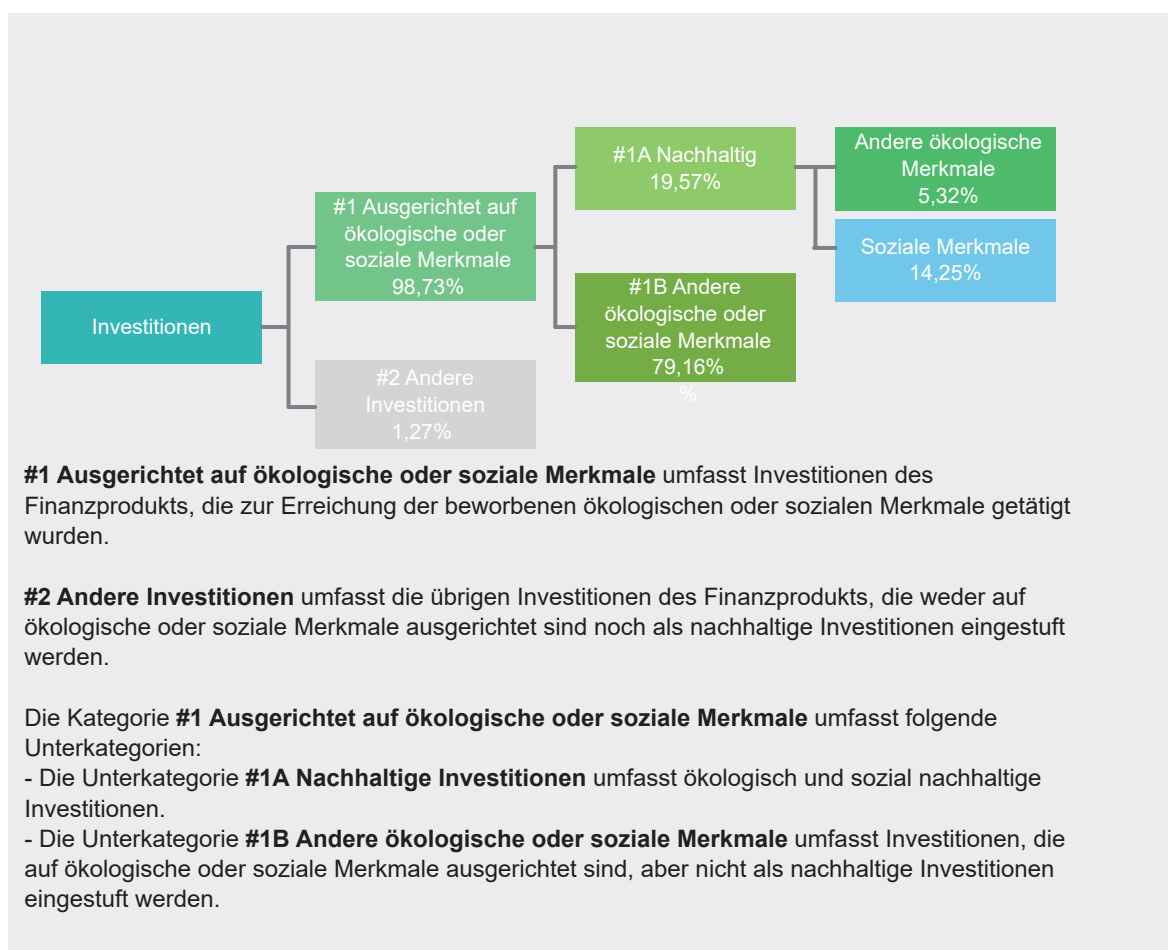 #1A Nachhaltig
19,57%
Andere ökologische
Merkmale
5,32%
#1 Ausgerichtet auf
ökologische oder
soziale Merkmale
98,73%
Soziale Merkmale
14,25%
Investitionen
#1B Andere
ökologische oder
soziale Merkmale
79,16%
%
#2 Andere
Investitionen
1,27%
#1 Ausgerichtet auf ökologische oder soziale Merkmale umfasst Investitionen des
Finanzprodukts, die zur Erreichung der beworbenen ökologischen oder sozialen Merkmale getätigt
wurden.
#2 Andere Investitionen umfasst die übrigen Investitionen des Finanzprodukts, die weder auf
ökologische oder soziale Merkmale ausgerichtet sind noch als nachhaltige Investitionen eingestuft
werden.
Die Kategorie #1 Ausgerichtet auf ökologische oder soziale Merkmale umfasst folgende
Unterkategorien:
- Die Unterkategorie #1A Nachhaltige Investitionen umfasst ökologisch und sozial nachhaltige
Investitionen.
- Die Unterkategorie #1B Andere ökologische oder soziale Merkmale umfasst Investitionen, die
auf ökologische oder soziale Merkmale ausgerichtet sind, aber nicht als nachhaltige Investitionen
eingestuft werden.